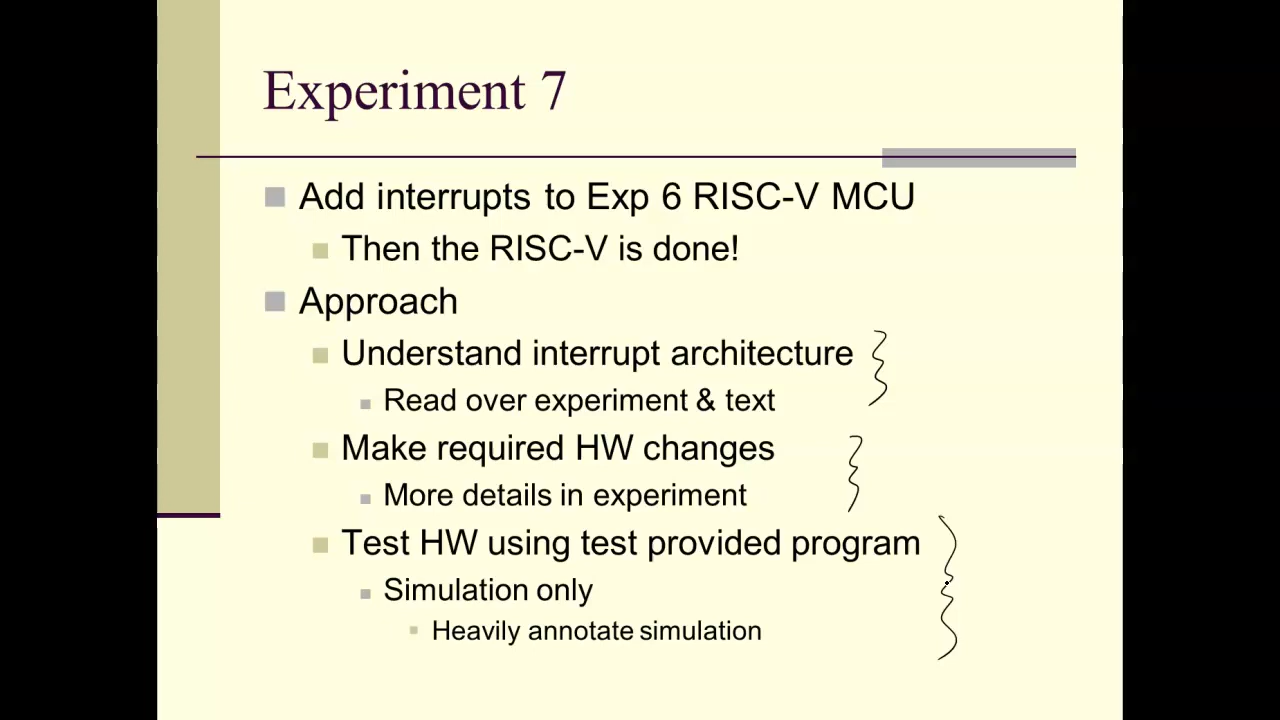 Experiment 7
Add interrupts to Exp 6 RISC-V MCU
Then the RISC-V is done!
Approach
Understand interrupt architecture
Read over experiment & text
Make required HW changes
More details in experiment
Test HW using test provided program
Simulation only
Heavily annotate simulation